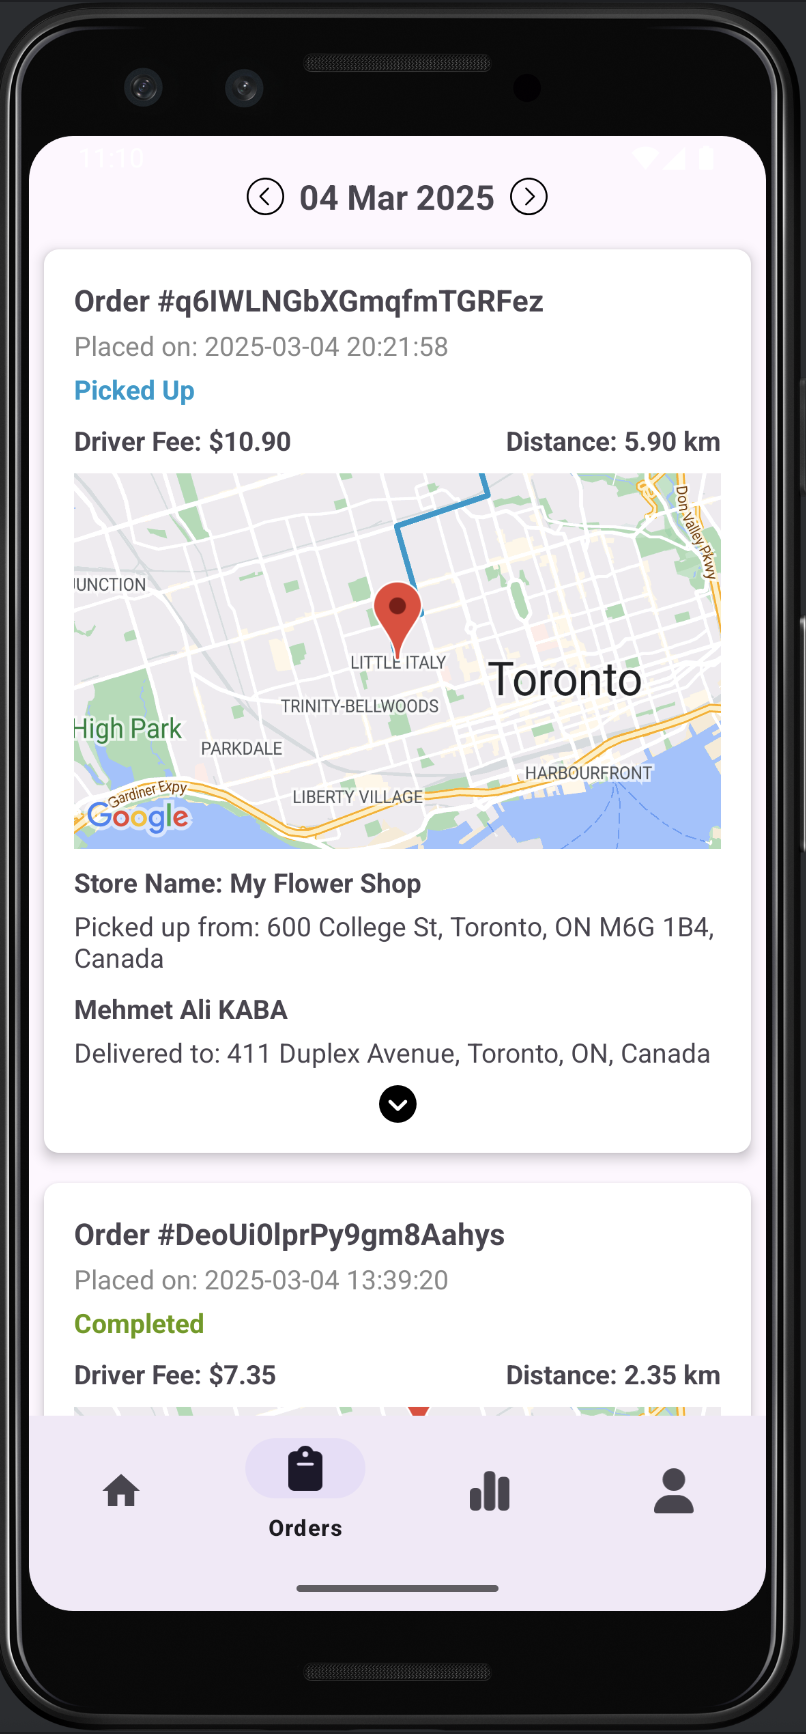 11:10
04 Mar 2025
Order #q6IWLNGbXGmqfmTGRFez
Placed on: 2025-03-04 20:21:58
Picked Up
Driver Fee: $10.90 Distance: 5.90 km
Don Valley Pkwy
JUNCTION
LITTLE ITALY
Toronto
TRINITY-BELLWOODS
High Park
PARKDALE
HARBOURFRONT
Gardiner Expy
LIBERTY VILLAGE
Google
Store Name: My Flower Shop
Picked up from: 600 College St, Toronto, ON M6G 1B4,
Canada
Mehmet Ali KABA
Delivered to: 411 Duplex Avenue, Toronto, ON, Canada
Order #DeoUi0lprPy9gm8Aahys
Placed on: 2025-03-04 13:39:20
Completed
Driver Fee: $7.35 Distance: 2.35 km
Orders